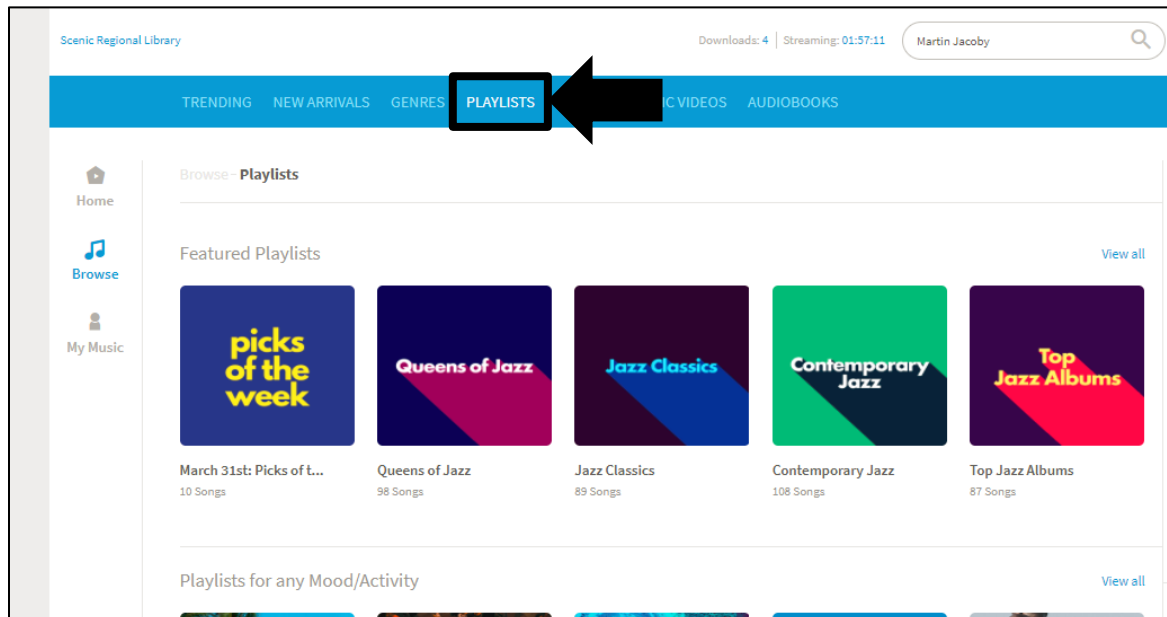 Scenic Regional Library
Downloads: 4 | Streaming: 01:57:11
Martin Jacoby
TRENDING NEW ARRIVALS GENRES PLAYLISTS VIDEOS AUDIOBOOKS
Home
Browse
My Music
Browse - Playlists
Featured Playlists
View all
picks
of the
week
Queens of Jazz
Jazz Classics
Contemporary
Jazz
Top
Jazz Albums
March 31st: Picks of t...
10 Songs
Queens of Jazz
98 Songs
Jazz Classics
89 Songs
Contemporary Jazz
108 Songs
Top Jazz Albums
87 Songs
Playlists for any Mood/Activity
View all